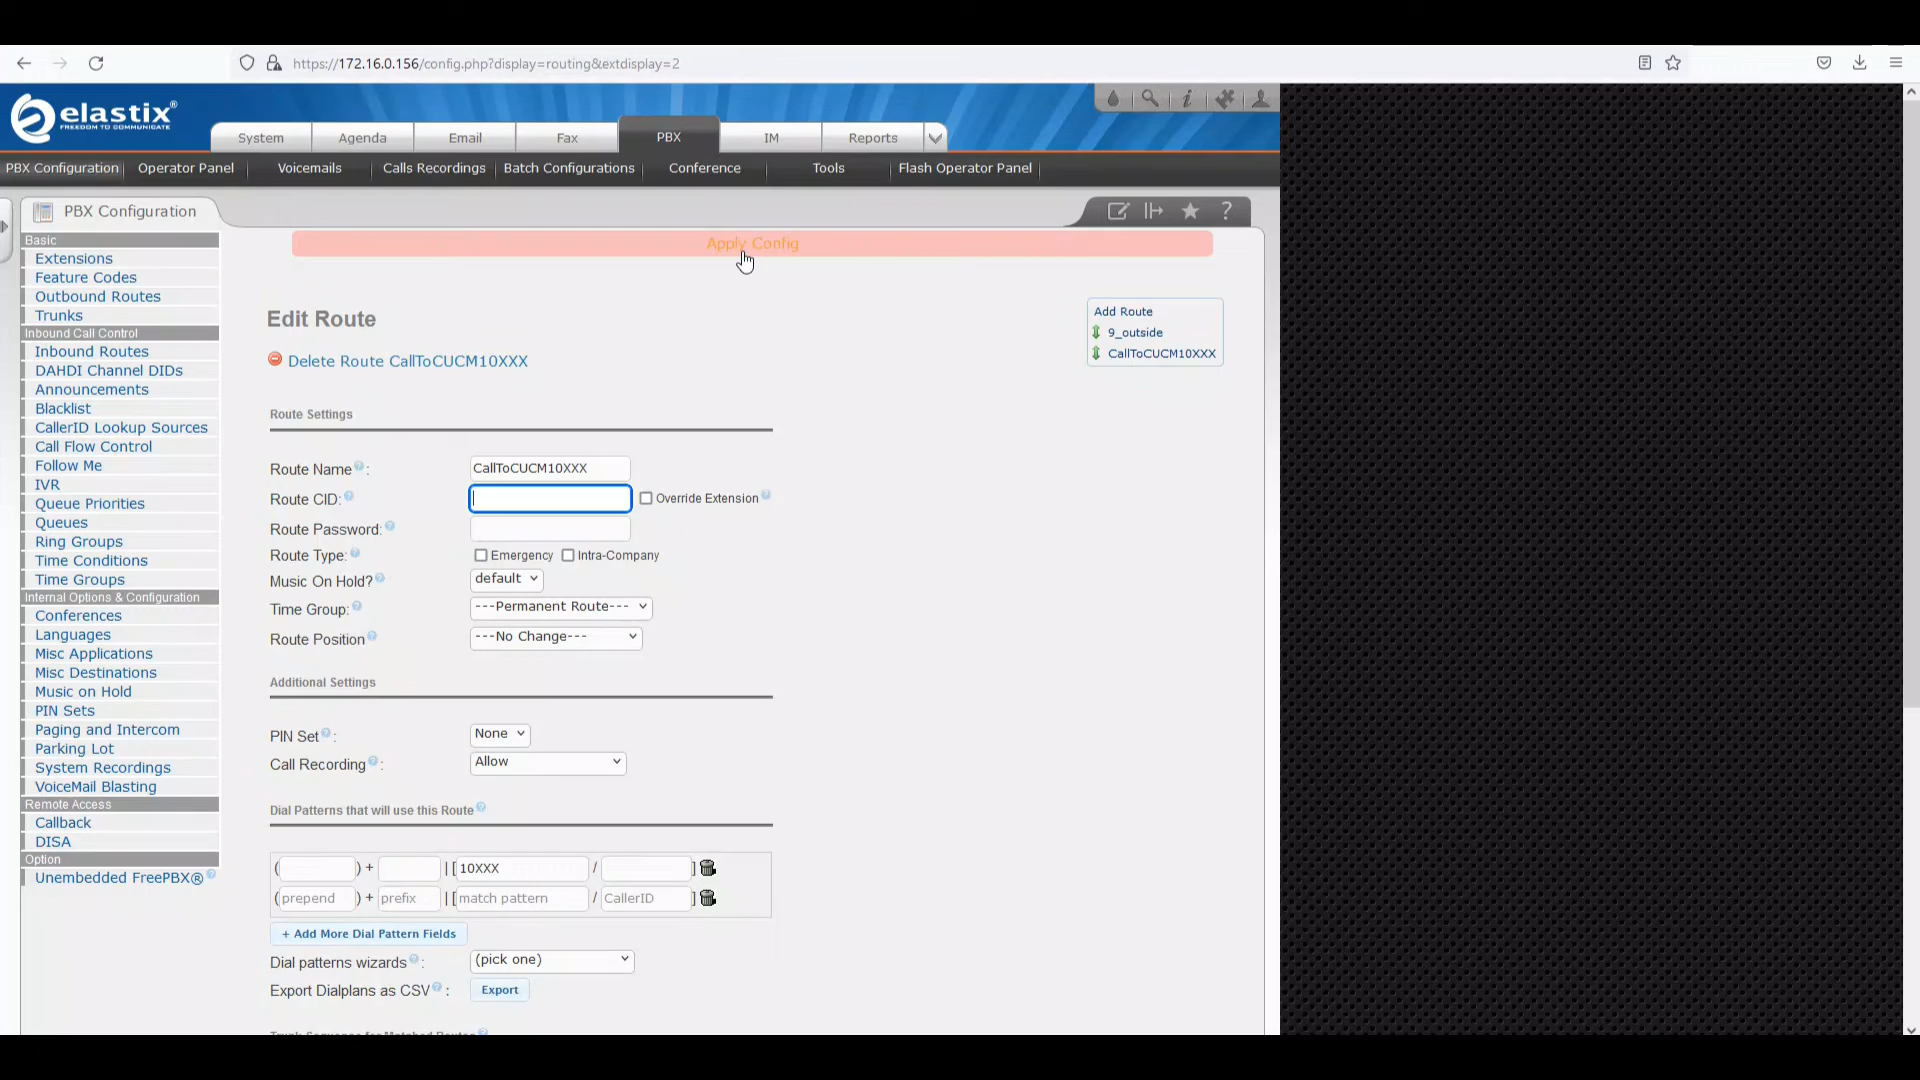 https://172.16.0.156/config.php?display=routing&extdisplay=2
elastix®
FREEDOM TO COMMUNICATE
System
Agenda
Email
Fax
PBX
IM
Reports
PBX Configuration
Operator Panel
Voicemails
Calls Recordings
Batch Configurations
Conference
Tools
Flash Operator Panel
PBX Configuration
Basic
Extensions
Feature Codes
Outbound Routes
Trunks
Inbound Call Control
Inbound Routes
DAHDI Channel DIDs
Announcements
Blacklist
CallerID Lookup Sources
Call Flow Control
Follow Me
IVR
Queue Priorities
Queues
Ring Groups
Time Conditions
Time Groups
Internal Options & Configuration
Conferences
Languages
Misc Applications
Misc Destinations
Music on Hold
PIN Sets
Paging and Intercom
Parking Lot
System Recordings
VoiceMail Blasting
Remote Access
Callback
DISA
Option
Unembedded FreePBX®
Apply Config
Edit Route
Delete Route CallToCUCM10XXX
Add Route
9_outside
CallToCUCM10XXX
Route Settings
Route Name: CallToCUCM10XXX
Route CID: Override Extension
Route Password:
Route Type: Emergency Intra-Company
Music On Hold? default
Time Group: ---Permanent Route---
Route Position ---No Change---
Additional Settings
PIN Set: None
Call Recording: Allow
Dial Patterns that will use this Route
( ) + | [10XXX / ]
(prepend) + prefix | [match pattern / CallerID ]
+ Add More Dial Pattern Fields
Dial patterns wizards: (pick one)
Export Dialplans as CSV: Export
Trunk Sequence for Matched Routes